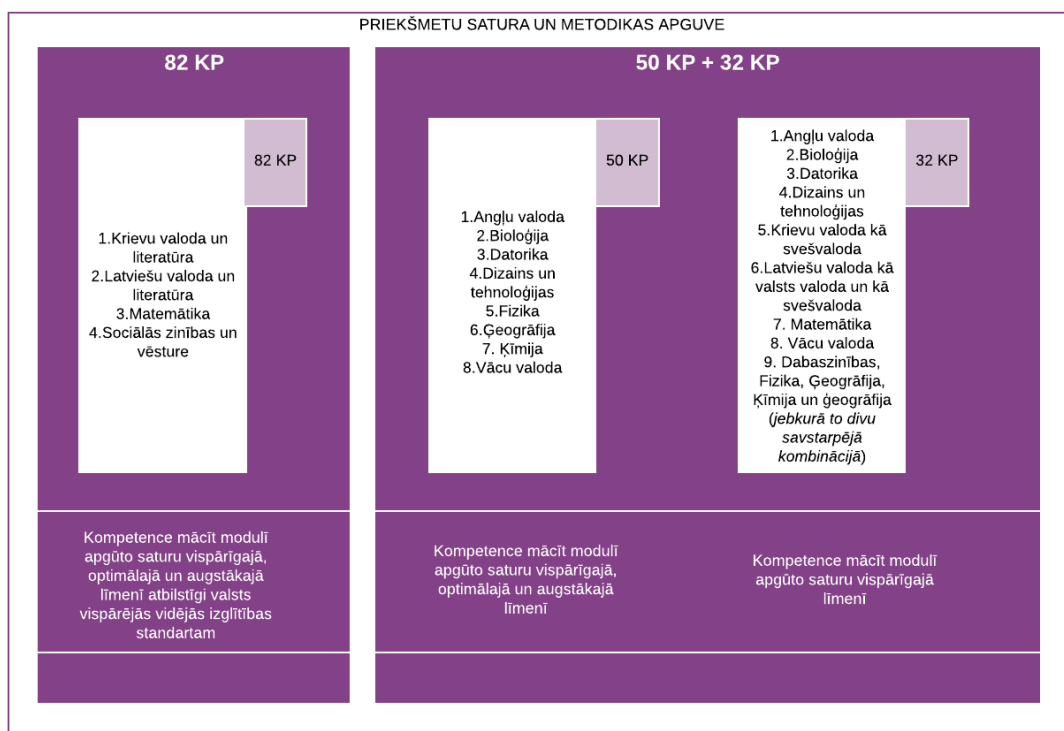 PRIEKŠMETU SATURA UN METODIKAS APGUVE
82 KP
82 KP
1.Krievu valoda un
literatūra
2.Latviešu valoda un
literatūra
3.Matemātika
4.Sociālās zinības un
vēsture
Kompetence mācīt modulī
apgūto saturu vispārīgajā,
optimālajā un augstākajā
līmenī atbilstīgi valsts
vispārējās vidējās izglītības
standartam
50 KP + 32 KP
50 KP
1.Angļu valoda
2.Bioloģija
3.Datorika
4.Dizains un
tehnoloģijas
5.Fizika
6.Ģeogrāfija
7. Ķīmija
8.Vācu valoda
Kompetence mācīt modulī
apgūto saturu vispārīgajā,
optimālajā un augstākajā
līmenī
32 KP
1.Angļu valoda
2.Bioloģija
3.Datorika
4.Dizains un
tehnoloģijas
5.Krievu valoda kā
svešvaloda
6.Latviešu valoda kā
valsts valoda un kā
svešvaloda
7. Matemātika
8. Vācu valoda
9. Dabaszinības,
Fizika, Ģeogrāfija,
Ķīmija un ģeogrāfija
(jebkurā to divu
savstarpējā
kombinācijā)
Kompetence mācīt modulī
apgūto saturu vispārīgajā
līmenī